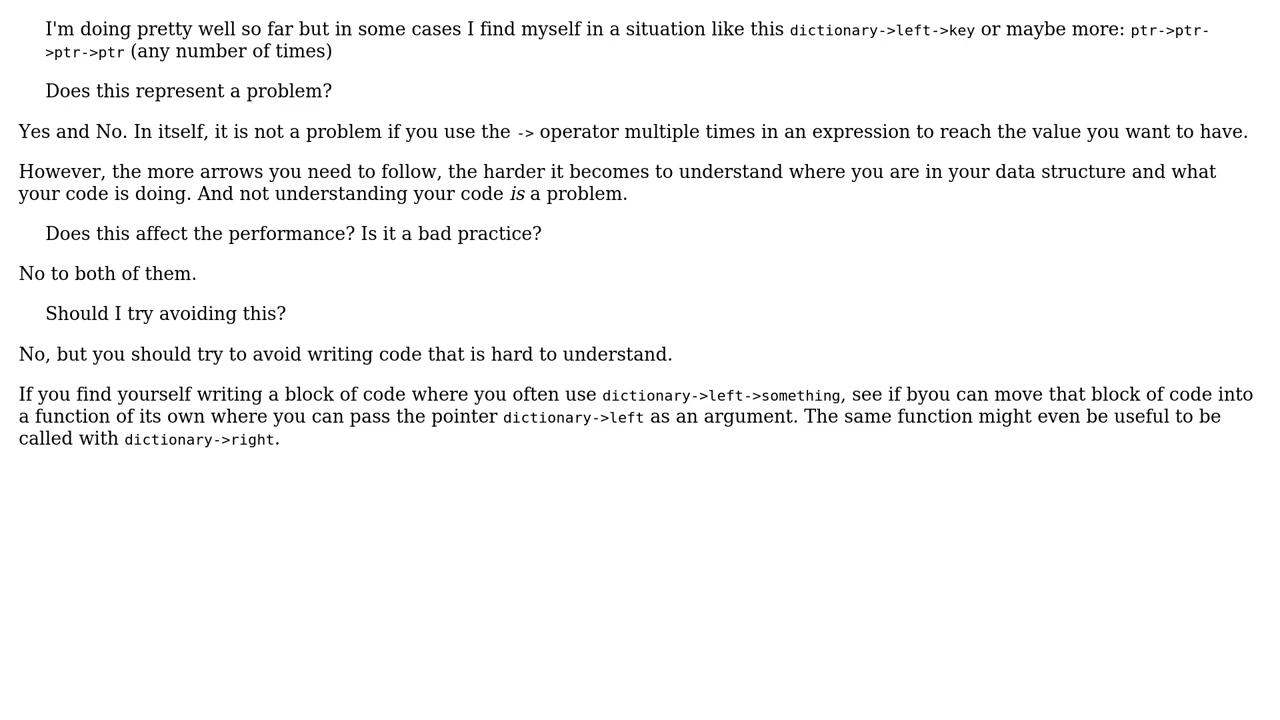 I'm doing pretty well so far but in some cases I find myself in a situation like this dictionary->left->key or maybe more: ptr->ptr-
>ptr->ptr (any number of times)
Does this represent a problem?
Yes and No. In itself, it is not a problem if you use the -> operator multiple times in an expression to reach the value you want to have.
However, the more arrows you need to follow, the harder it becomes to understand where you are in your data structure and what
your code is doing. And not understanding your code is a problem.
Does this affect the performance? Is it a bad practice?
No to both of them.
Should I try avoiding this?
No, but you should try to avoid writing code that is hard to understand.
If you find yourself writing a block of code where you often use dictionary->left->something, see if byou can move that block of code into
a function of its own where you can pass the pointer dictionary->left as an argument. The same function might even be useful to be
called with dictionary->right.